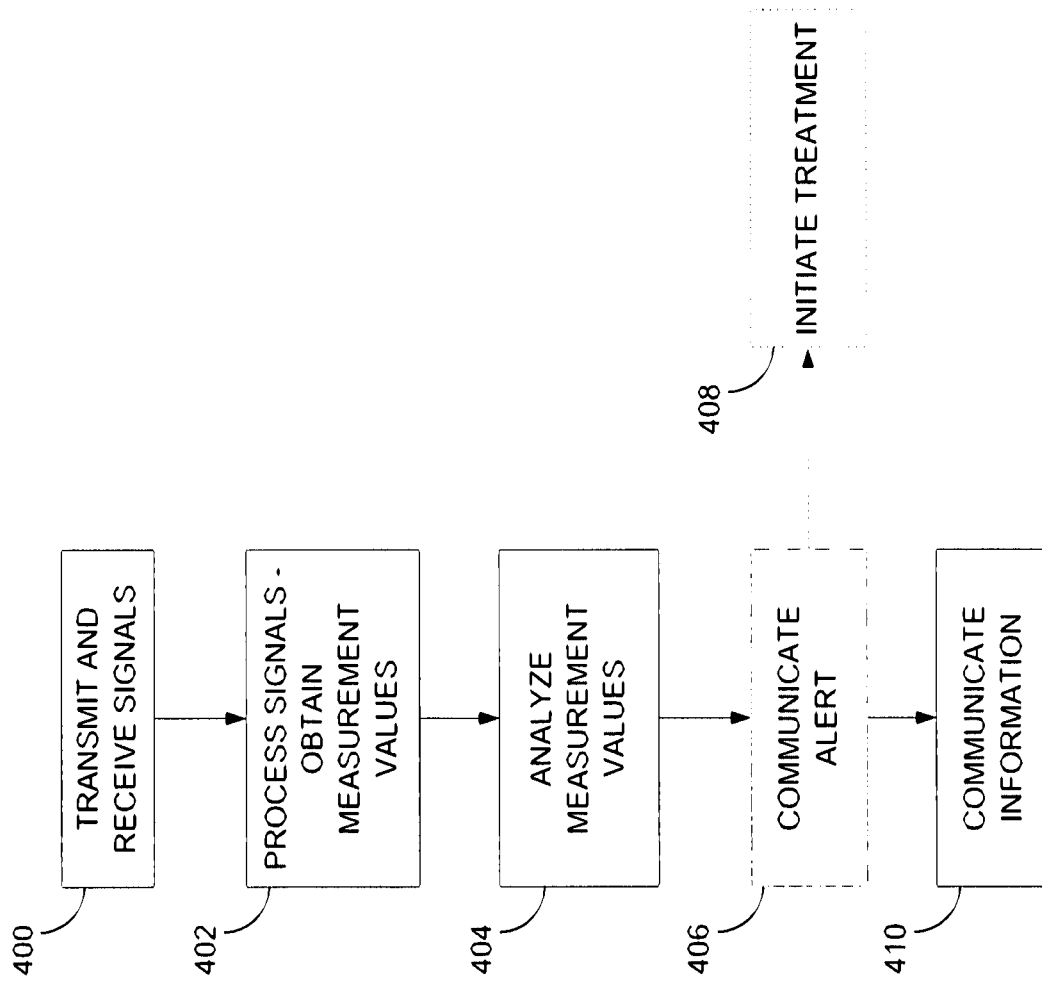 400
TRANSMIT AND
RECEIVE SIGNALS
402
PROCESS SIGNALS -
OBTAIN
MEASUREMENT
VALUES
404
ANALYZE
MEASUREMENT
VALUES
406
COMMUNICATE
ALERT
408
INITIATE TREATMENT
410
COMMUNICATE
INFORMATION